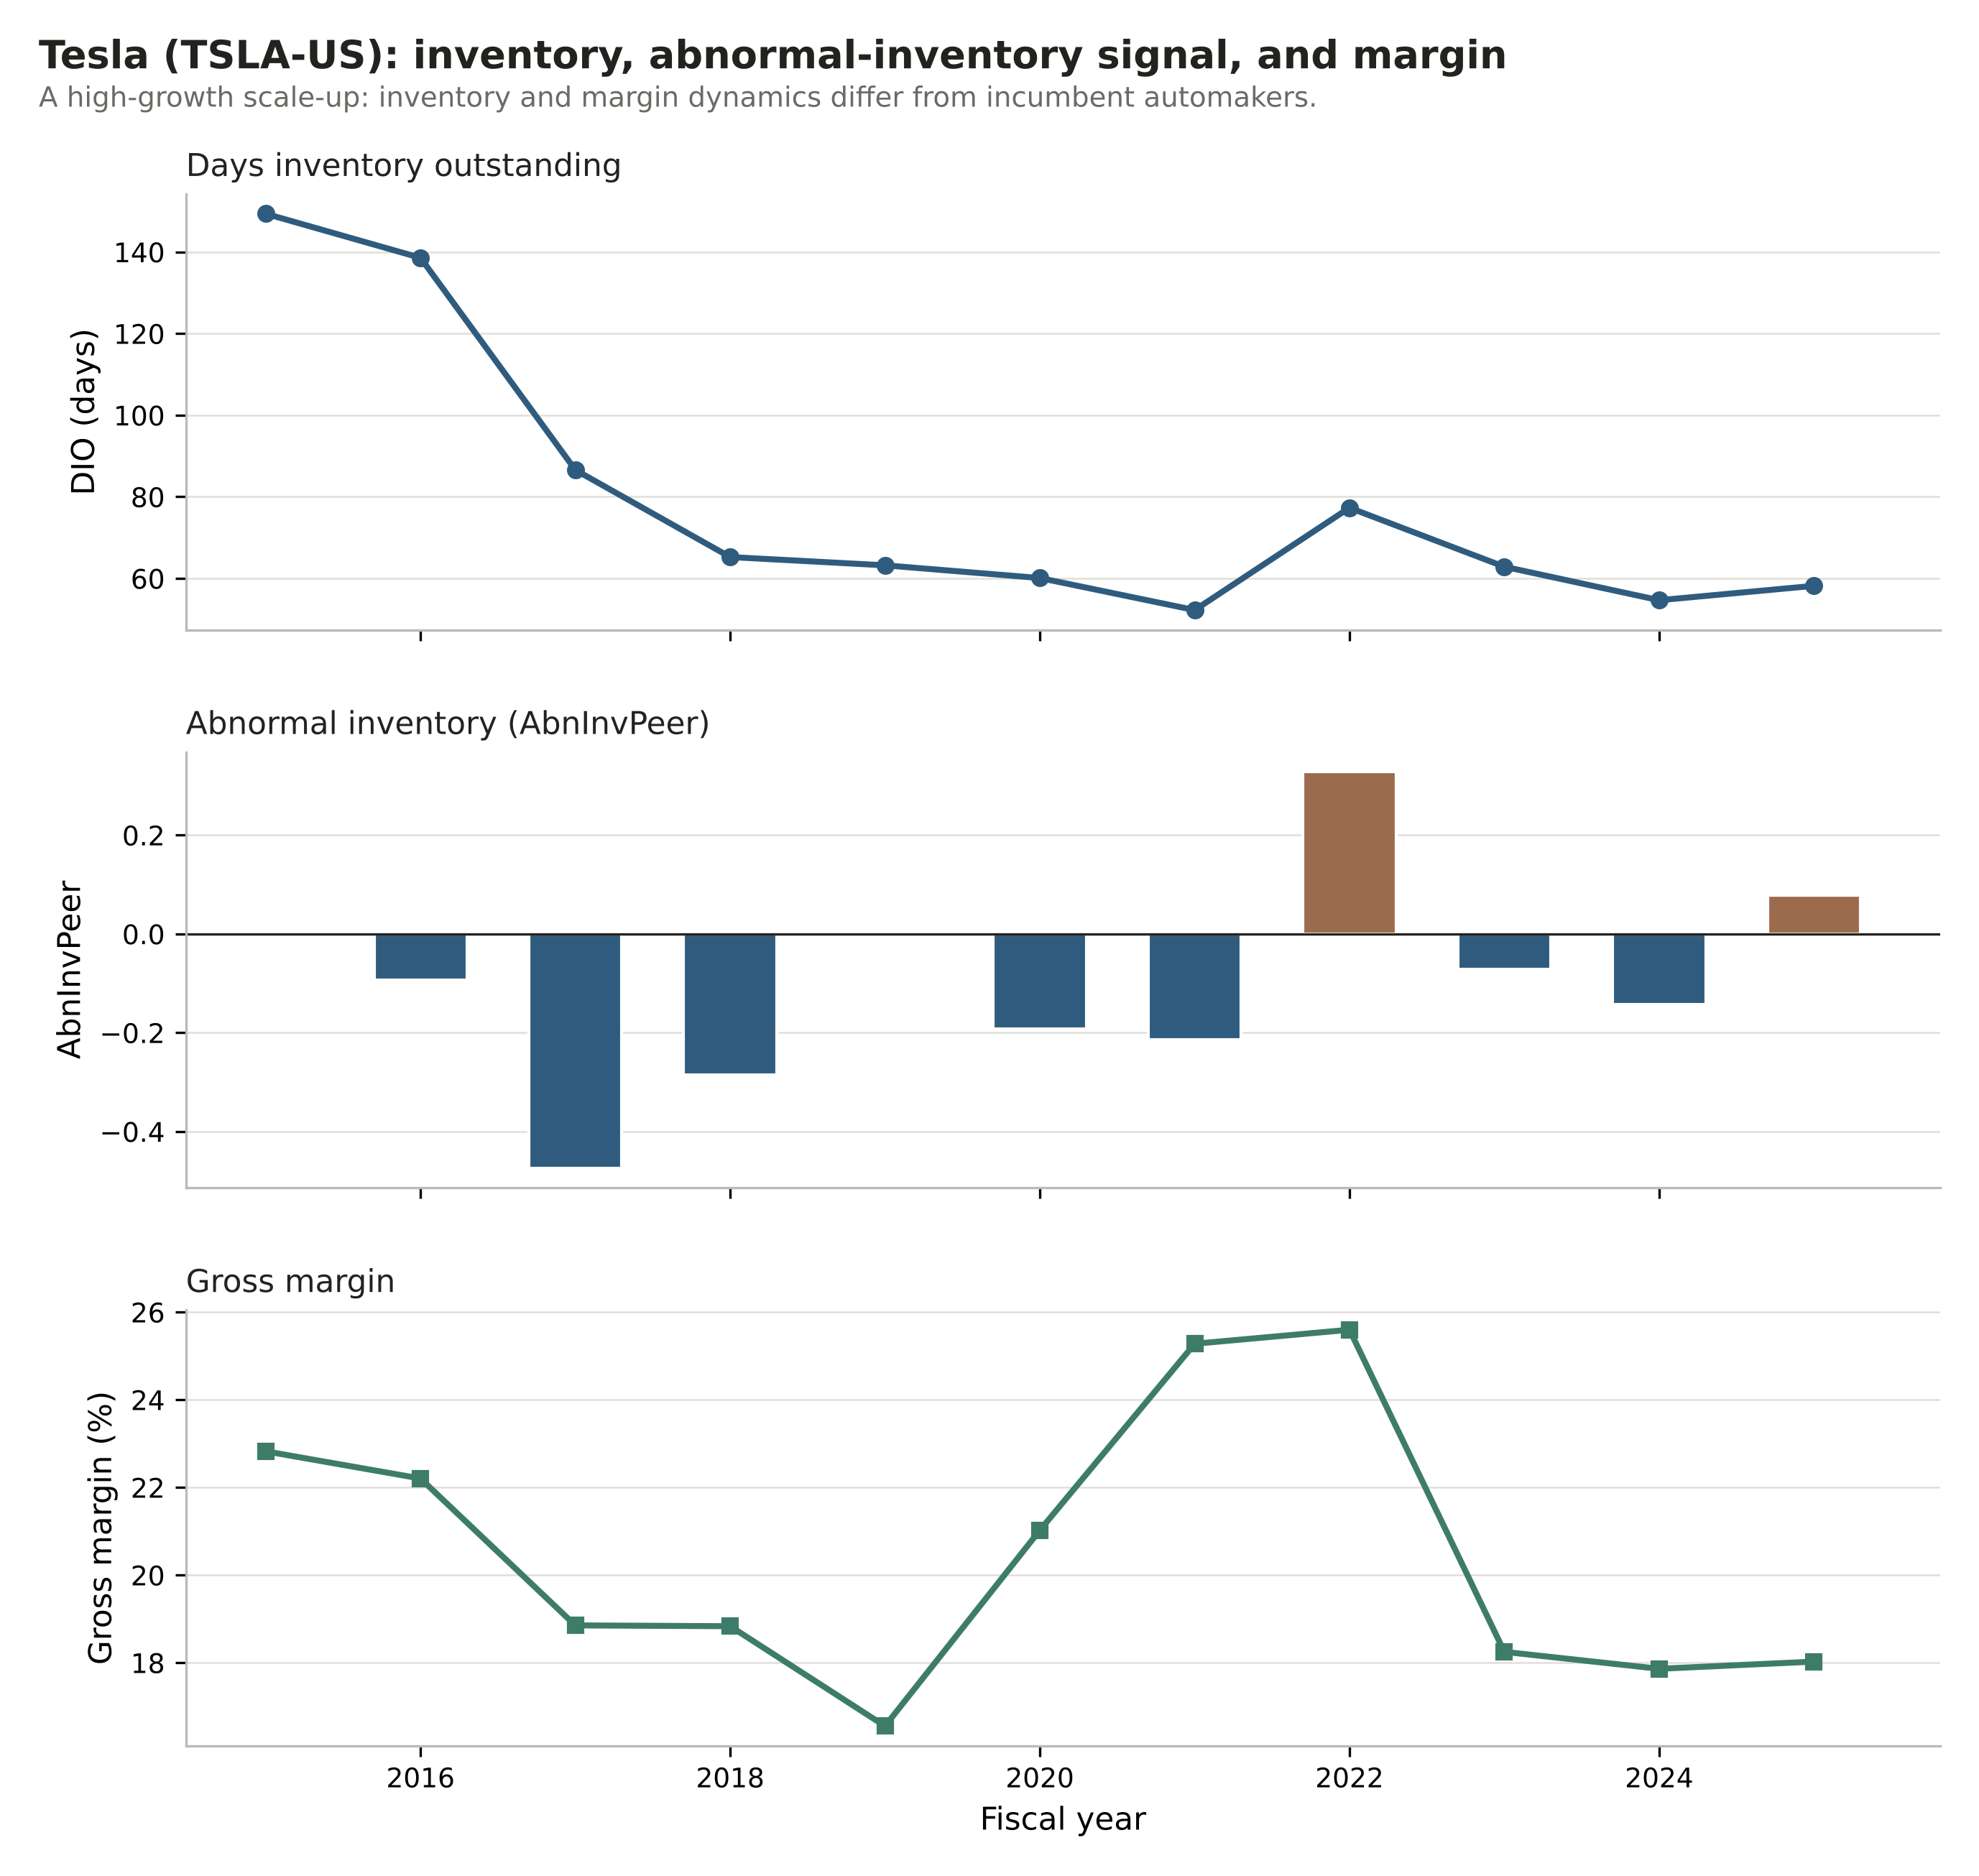 Tesla (TSLA-US): inventory, abnormal-inventory signal, and margin
A high-growth scale-up: inventory and margin dynamics differ from incumbent automakers.
Days inventory outstanding
DIO (days)
140
120
100
80
60
Abnormal inventory (AbnInvPeer)
AbnInvPeer
0.2
0.0
−0.2
−0.4
Gross margin
Gross margin (%)
26
24
22
20
18
2016 2018 2020 2022 2024
Fiscal year